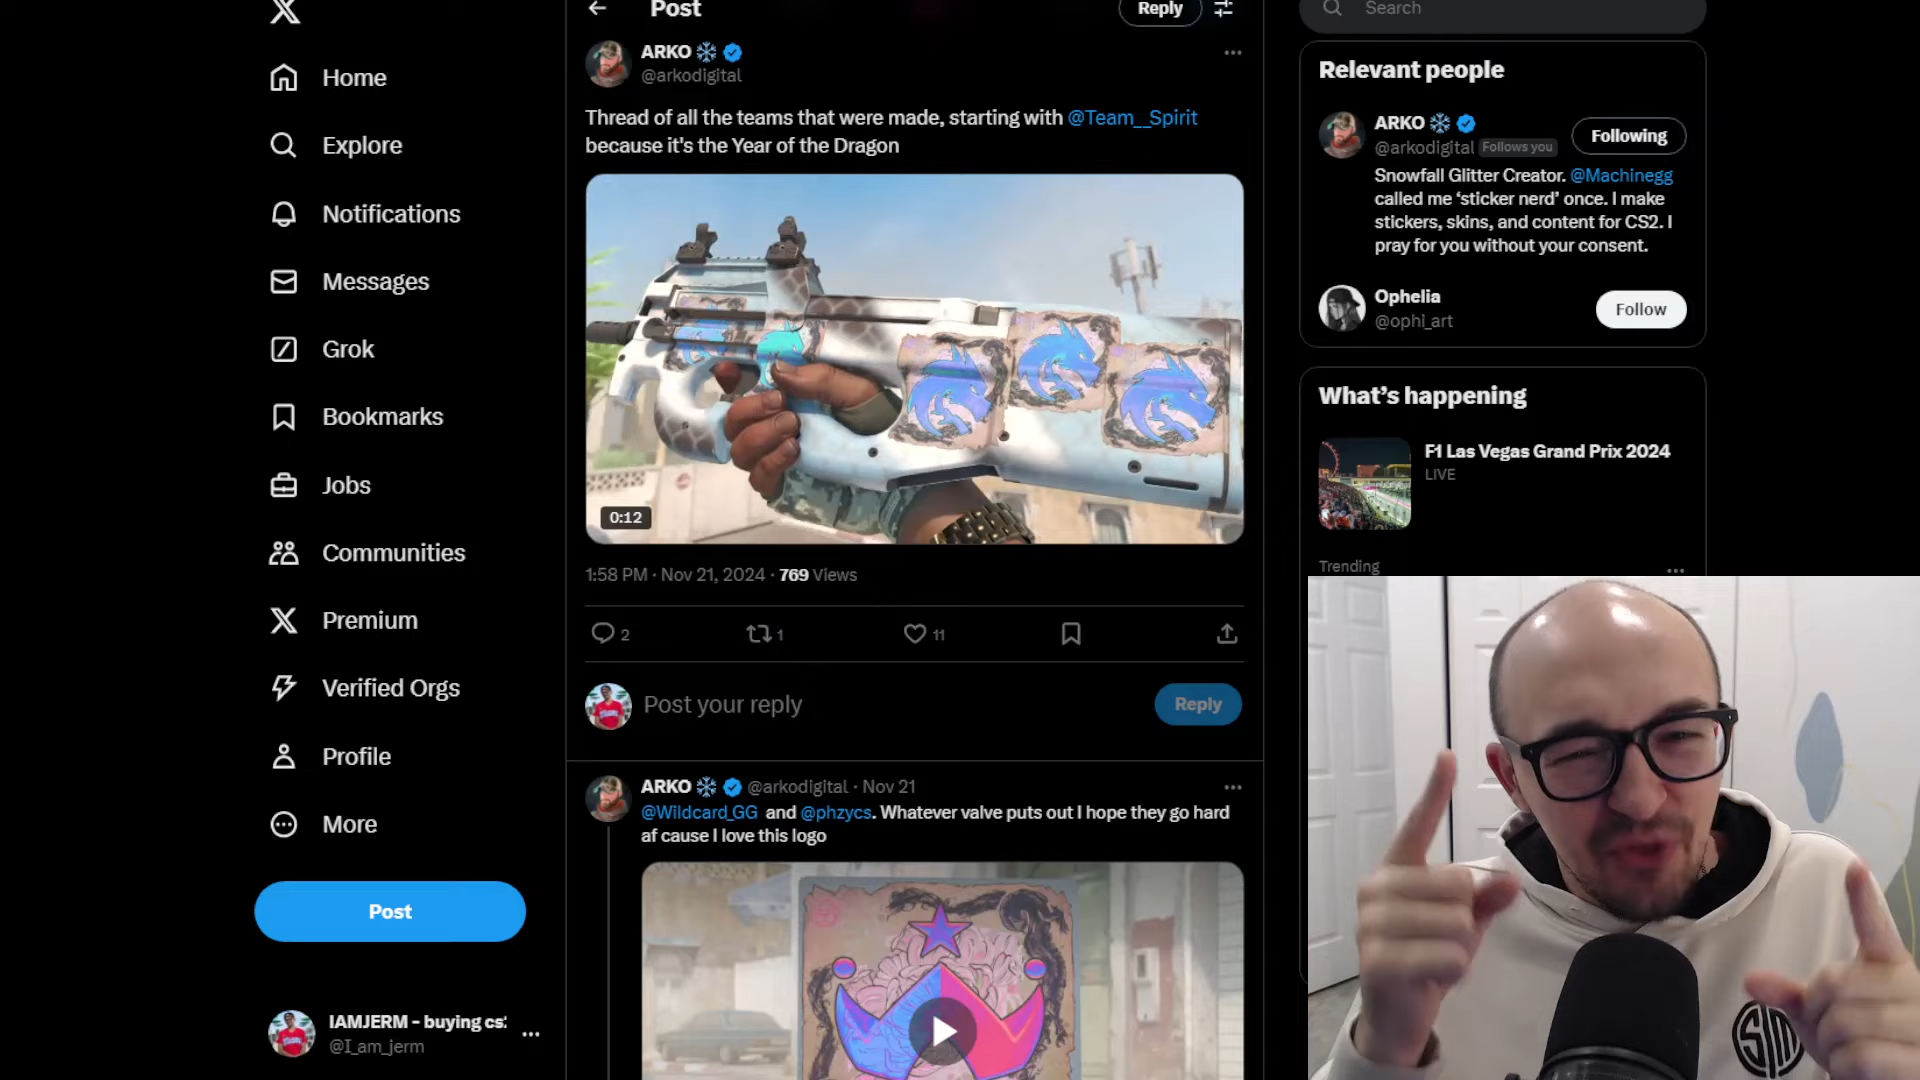 Home
Explore
Notifications
Messages
Grok
Bookmarks
Jobs
Communities
Premium
Verified Orgs
Profile
More
Post
IAMJERM - buying cs
@I_am_jerm
Post
Reply
ARKO
@arkodigital
Thread of all the teams that were made, starting with @Team__Spirit
because it's the Year of the Dragon
0:12
1:58 PM · Nov 21, 2024 · 769 Views
2
1
11
Post your reply
Reply
ARKO @arkodigital · Nov 21
@Wildcard_GG and @phzycs. Whatever valve puts out I hope they go hard
af cause I love this logo
Search
Relevant people
ARKO
@arkodigital Follows you
Following
Snowfall Glitter Creator. @Machinegg
called me ‘sticker nerd’ once. I make
stickers, skins, and content for CS2. I
pray for you without your consent.
Ophelia
@ophi_art
Follow
What’s happening
F1 Las Vegas Grand Prix 2024
LIVE
Trending